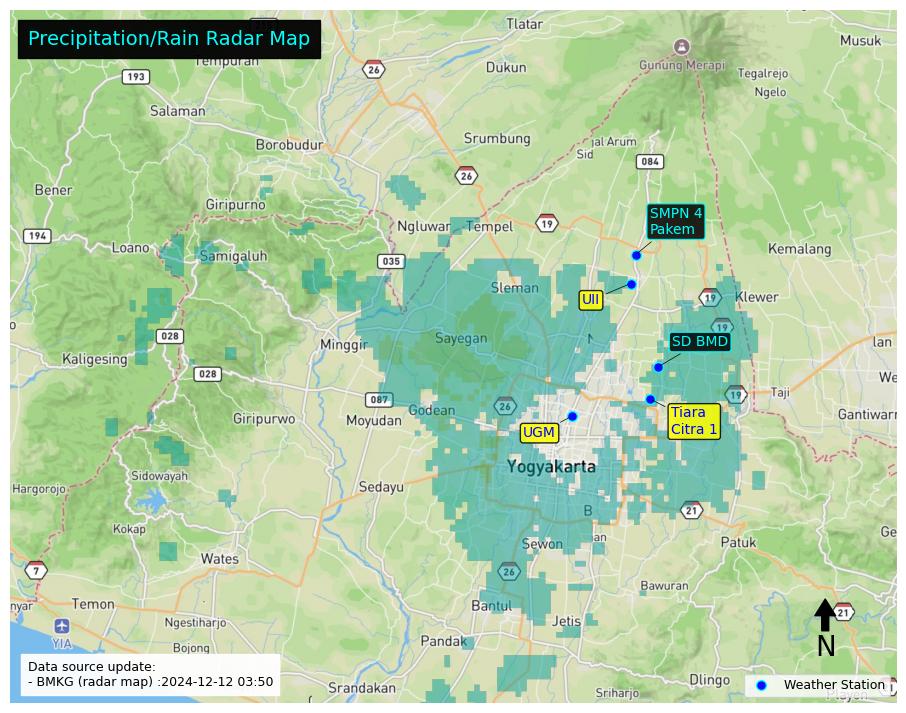 Precipitation/Rain Radar Map
Tlatar
Musuk
26
Dukun
Gunung Merapi
Tegalrejo
Ngelo
193
Salaman
Borobudur
Srumbung
jal Arum
Sid
084
26
Bener
Giripurno
194
Loano
Samigaluh
Ngluwar
Tempel
19
SMPN 4
Pakem
Kemalang
035
Sleman
UII
19
Klewer
028
Kaligesing
Minggir
Sayegan
N
SD BMD
19
lan
028
087
Godean
26
Giripurwo
Moyudan
UGM
Tiara
Citra 1
19
Taji
We
Gantiwarn
Yogyakarta
Hargorojo
Sidowayah
Sedayu
Kokap
B
21
Ge
Wates
Sewon
an
Patuk
7
26
Bawuran
nyar
Temon
Ngestiharjo
Bantul
Jetis
21
YIA
Bojong
Pandak
N
Data source update:
- BMKG (radar map) :2024-12-12 03:50
Srandakan
Sriharjo
Dlingo
Weather Station
Playen